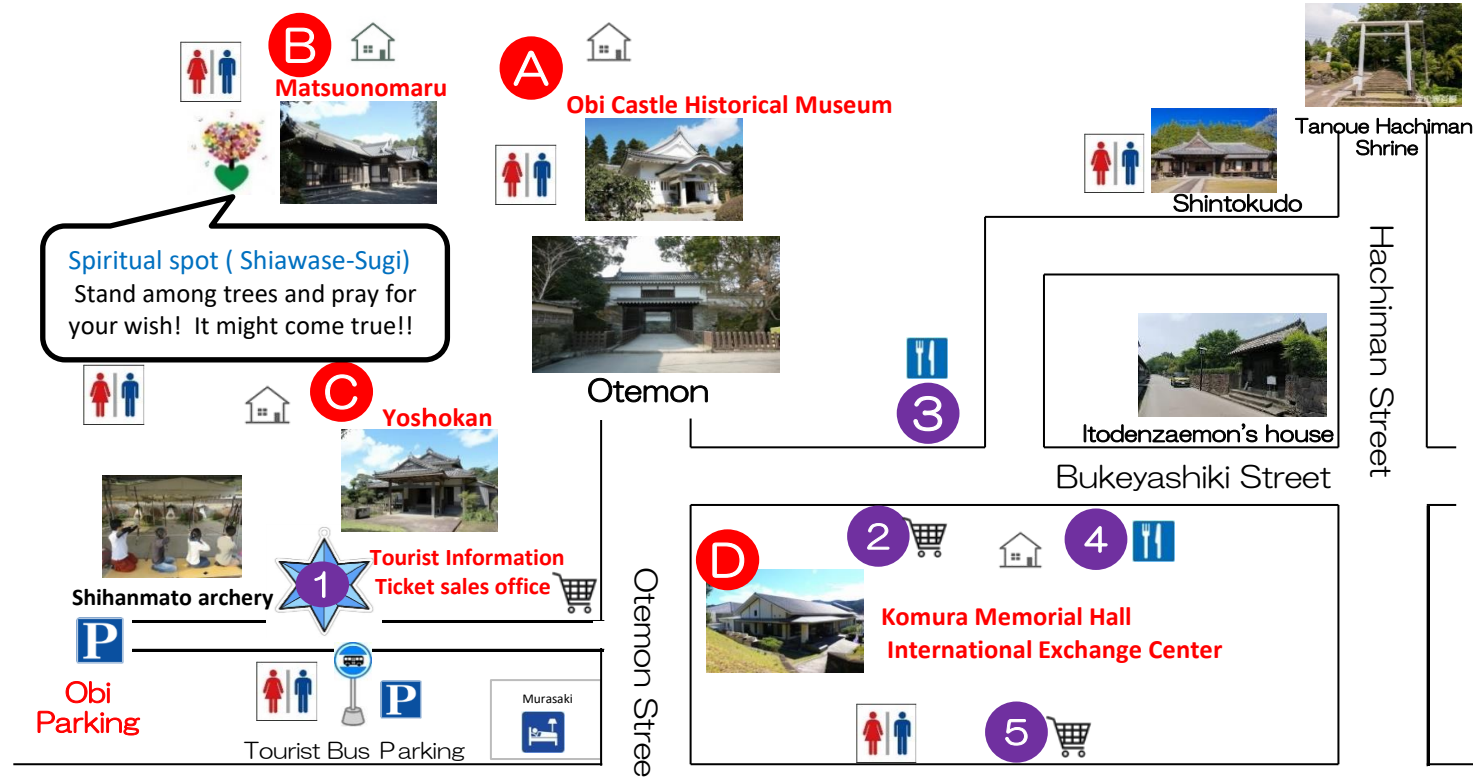 B
Matsuonomaru
A
Obi Castle Historical Museum
Tanoue Hachiman
Shrine
Shintokudo
Spiritual spot ( Shiawase-Sugi)
Stand among trees and pray for
your wish!  It might come true!!
Otemon
Hachiman Street
C
Yoshokan
3
Itodenzaemon's house
Bukeyashiki Street
2
4
D
1
Tourist Information
Ticket sales office
Shihanmato archery
Komura Memorial Hall
International Exchange Center
Otemon Stree
P
Obi
Parking
P
Tourist Bus Parking
Murasaki
5